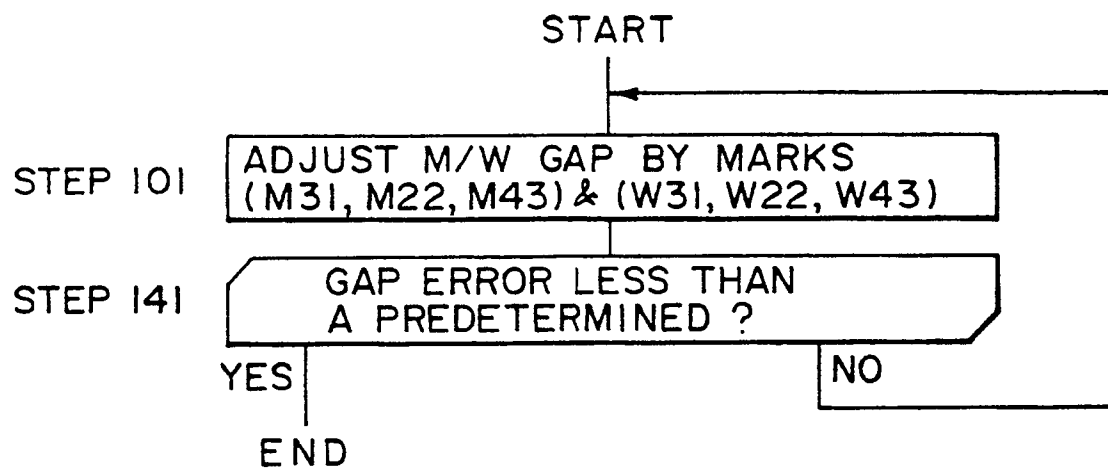 START
STEP 101
ADJUST M/W GAP BY MARKS
(M31, M22, M43) & (W31, W22, W43)
STEP 141
GAP ERROR LESS THAN
A PREDETERMINED ?
YES
NO
END